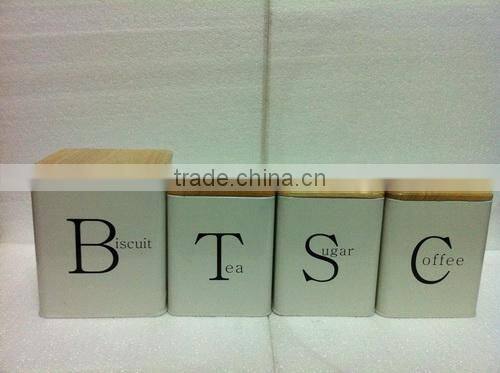 trade.china.cn
Biscuit
Tea
Sugar
Coffee